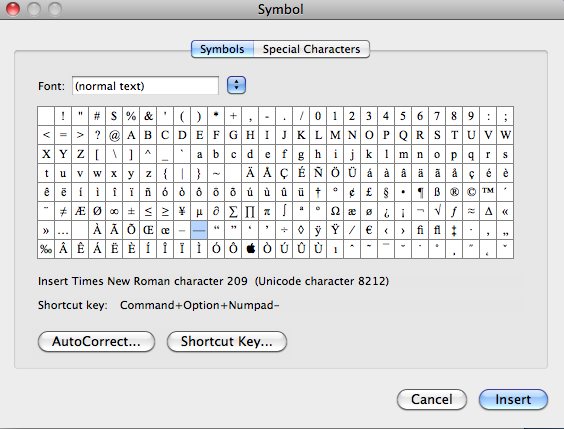 Symbol
Symbols Special Characters
Font: (normal text)
! " # $ % & ' ( ) * + , - . / 0 1 2 3 4 5 6 7 8 9 : ;
< = > ? @ A B C D E F G H I J K L M N O P Q R S T U V W
X Y Z [ \ ] ^ _ ` a b c d e f g h i j k l m n o p q r s
t u v w x y z { | } ~ Ä Å Ç É Ñ Ö Ü á à â ä ã å ç é è
ê ë í ì î ï ñ ó ò ô ö õ ú ù û ü † ° ¢ £ § • ¶ ß ® © ™ ´
¨ ≠ Æ Ø ∞ ± ≤ ≥ ¥ µ ∂ ∑ ∏ π ∫ ª º Ω æ ø ¿ ¡ ¬ √ ƒ ≈ ∆ «
» … À Ã Õ Œ œ – — “ ” ‘ ’ ÷ ◊ ÿ Ÿ ⁄ € ‹ › fi fl ‡ · ‚ „
‰ Â Ê Á Ë È Í Î Ï Ì Ó Ô  Ò Ú Û Ù ı ˆ ˜ ¯ ˘ ˙ ˚ ¸ ˝ ˛ ˇ
Insert Times New Roman character 209 (Unicode character 8212)
Shortcut key: Command+Option+Numpad-
AutoCorrect... Shortcut Key...
Cancel Insert